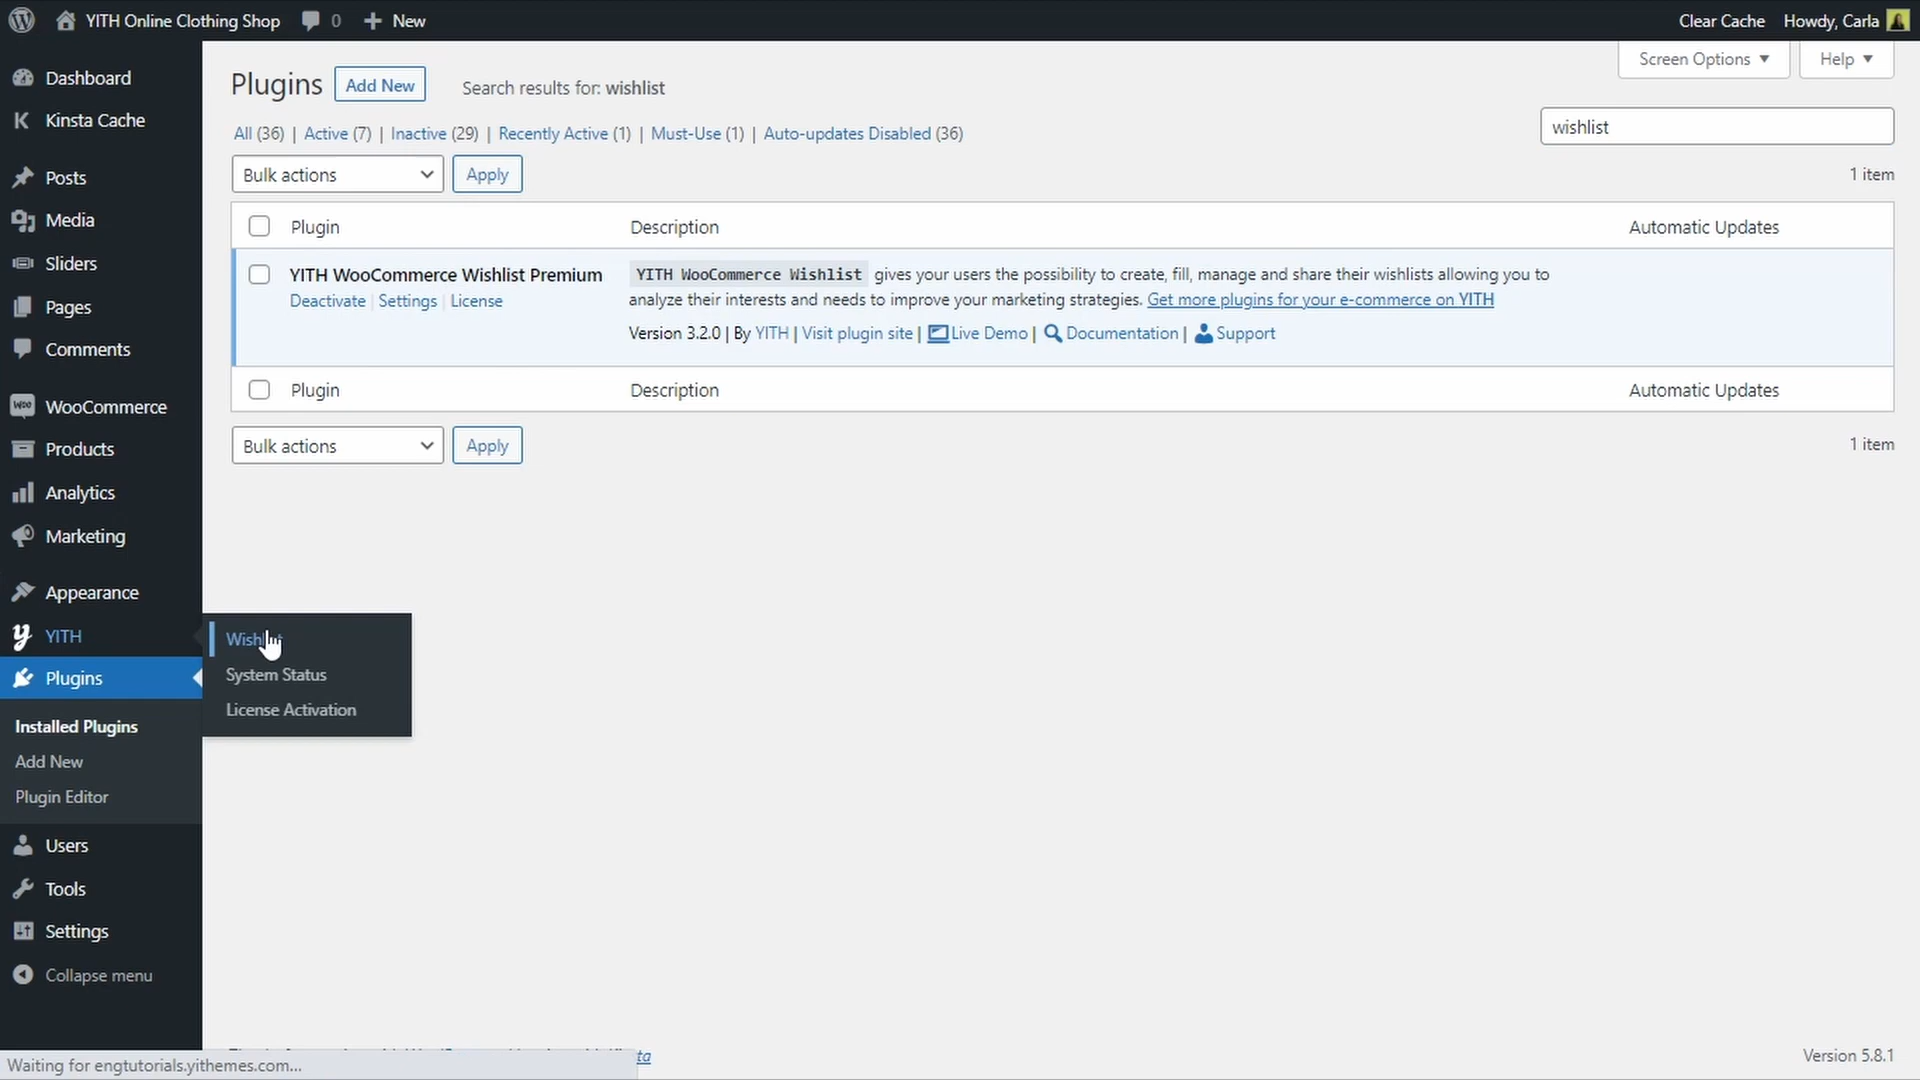 YITH Online Clothing Shop 0 New Clear Cache Howdy, Carla
Screen Options Help
Dashboard
Kinsta Cache
Posts
Media
Sliders
Pages
Comments
WooCommerce
Products
Analytics
Marketing
Appearance
YITH
Plugins
Installed Plugins
Add New
Plugin Editor
Users
Tools
Settings
Collapse menu
Wishlist
System Status
License Activation
Plugins Add New Search results for: wishlist
All (36) | Active (7) | Inactive (29) | Recently Active (1) | Must-Use (1) | Auto-updates Disabled (36)
wishlist
Bulk actions Apply 1 item
Plugin Description Automatic Updates
YITH WooCommerce Wishlist Premium
Deactivate | Settings | License
YITH WooCommerce Wishlist gives your users the possibility to create, fill, manage and share their wishlists allowing you to
analyze their interests and needs to improve your marketing strategies. Get more plugins for your e-commerce on YITH
Version 3.2.0 | By YITH | Visit plugin site | Live Demo | Documentation | Support
Plugin Description Automatic Updates
Bulk actions Apply 1 item
Waiting for engtutorials.yithemes.com...
Version 5.8.1